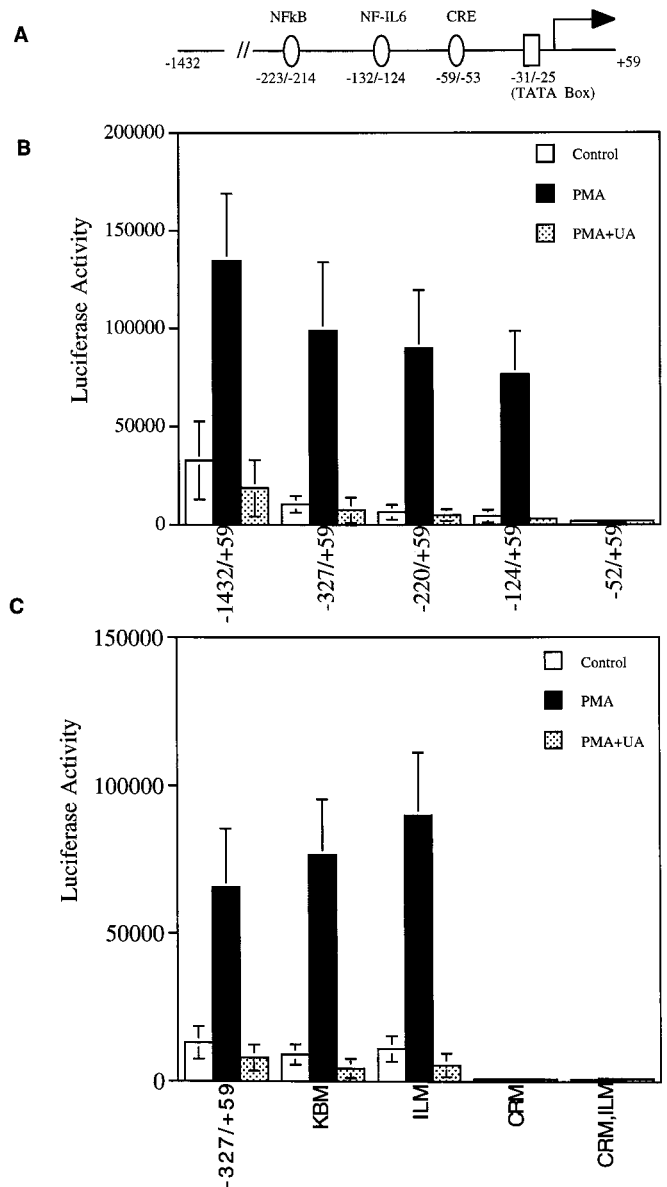 A
NFkB NF-IL6 CRE
-1432 // -223/-214 -132/-124 -59/-53 -31/-25 +59
(TATA Box)
B
200000
150000
100000
50000
0
Luciferase Activity
Control
PMA
PMA+UA
-1432/+59
-327/+59
-220/+59
-124/+59
-52/+59
C
150000
100000
50000
0
Luciferase Activity
Control
PMA
PMA+UA
-327/+59
KBM
ILM
CRM
CRM,ILM